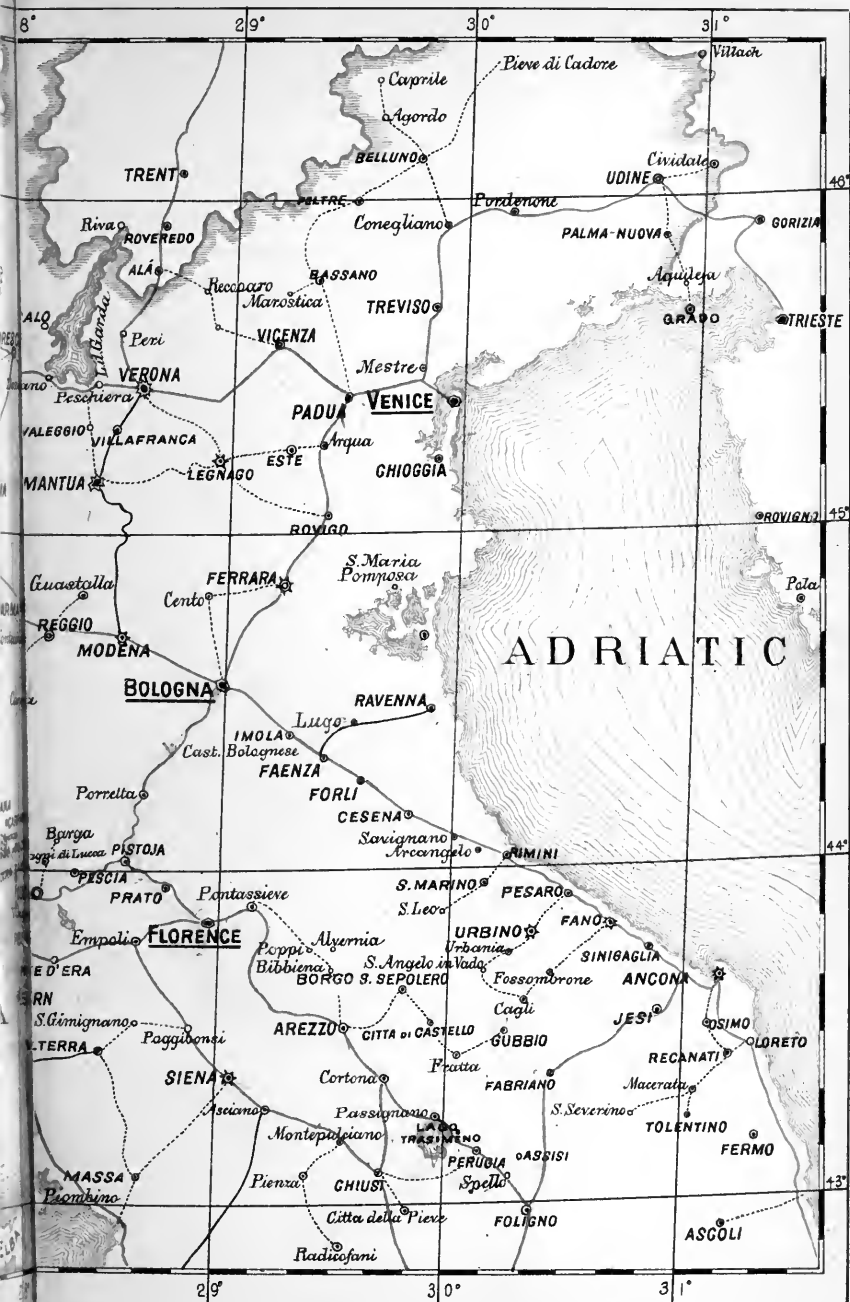 8° 29° 30° 31°
Villach
Caprile
Pieve di Cadore
Agordo
BELLUNO
Cividale
UDINE
TRENT
46°
FELTRE
Pordenone
Riva
ROVEREDO
Conegliano
GORIZIA
PALMA-NUOVA
ALÁ
Recoaro
BASSANO
Marostica
Aquileja
TREVISO
GRADO
TRIESTE
L.d.Garda
Peri
VICENZA
Mestre
VERONA
Peschiera
PADUA
VENICE
VALEGGIO
VILLAFRANCA
Arqua
ESTE
LEGNAGO
CHIOGGIA
MANTUA
ROVIGO
ROVIGNO
45°
S. Maria
Pomposa
FERRARA
Guastalla
Cento
Pola
REGGIO
MODENA
ADRIATIC
BOLOGNA
RAVENNA
Lugo
IMOLA
Cast. Bolognese
FAENZA
FORLI
Porretta
CESENA
Savignano
Arcangelo
RIMINI
Barga
PISTOJA
44°
PESCIA
PRATO
S. MARINO
PESARO
S. Leo
Pontassieve
FANO
URBINO
Empoli
FLORENCE
Alvernia
Urbania
Poppi
SINIGAGLIA
S. Angelo in Vado
Bibbiena
BORGO S. SEPOLERO
Fossombrone
ANCONA
Cagli
JESI
OSIMO
S. Gimignano
Poggibonsi
AREZZO
CITTA DI CASTELLO
GUBBIO
LORETO
Fratta
RECANATI
SIENA
Cortona
FABRIANO
Macerata
Asciano
Passignano
S. Severino
TOLENTINO
LAGO
TRASIMENO
Montepulciano
FERMO
PERUGIA
ASSISI
MASSA
Spello
Pienza
CHIUSI
43°
Piombino
Citta della Pieve
FOLIGNO
ASCOLI
Radicofani
29° 30° 31°